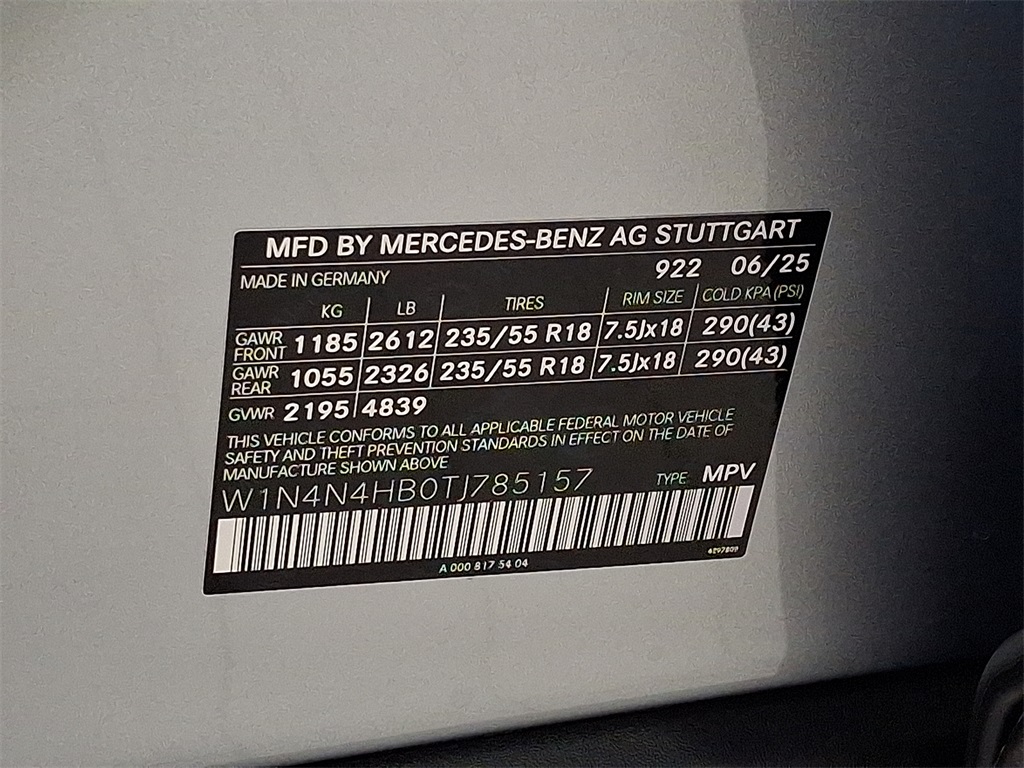 MFD BY MERCEDES-BENZ AG STUTTGART
MADE IN GERMANY 922 06/25
KG LB TIRES RIM SIZE COLD KPA (PSI)
GAWR FRONT 1185 2612 235/55 R18 7.5Jx18 290(43)
GAWR REAR 1055 2326 235/55 R18 7.5Jx18 290(43)
GVWR 2195 4839
THIS VEHICLE CONFORMS TO ALL APPLICABLE FEDERAL MOTOR VEHICLE
SAFETY AND THEFT PREVENTION STANDARDS IN EFFECT ON THE DATE OF
MANUFACTURE SHOWN ABOVE
W1N4N4HB0TJ785157 TYPE: MPV
A 000 817 54 04 4297809